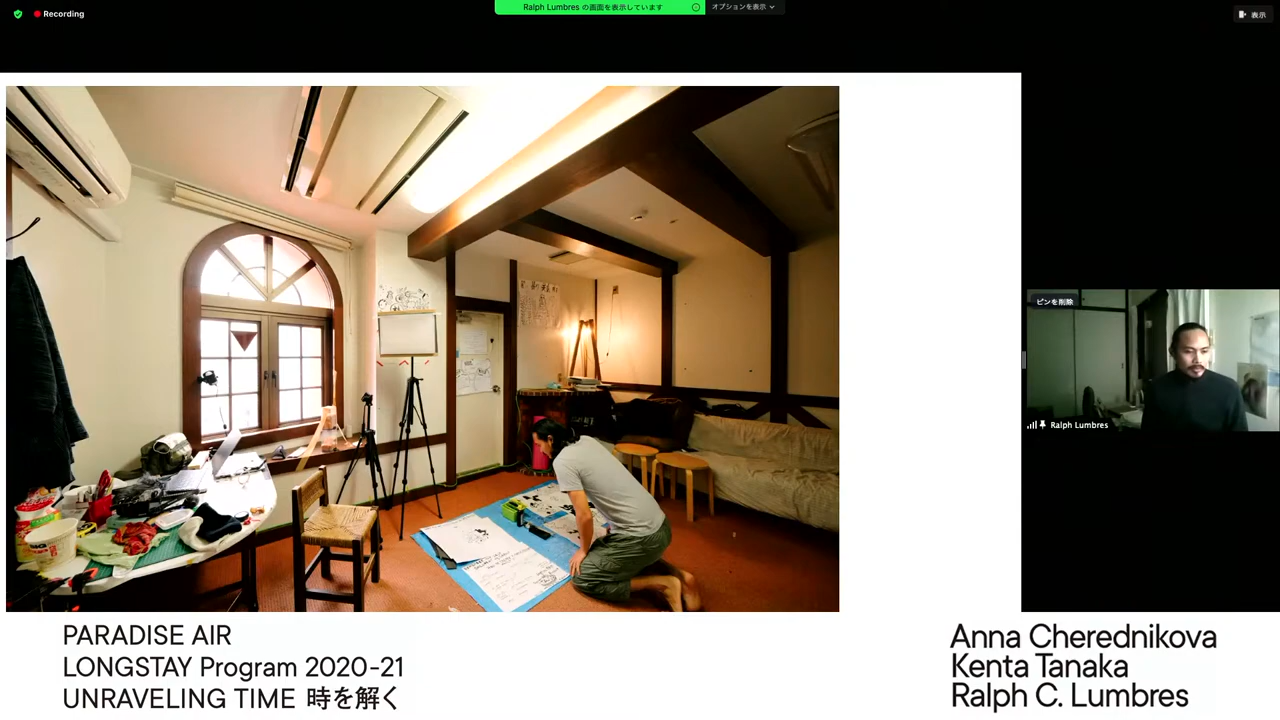 Recording
Ralph Lumbres の画面を表示しています
オプションを表示
表示
ピンを削除
Ralph Lumbres
PARADISE AIR
LONGSTAY Program 2020-21
UNRAVELING TIME 時を解く
Anna Cherednikova
Kenta Tanaka
Ralph C. Lumbres